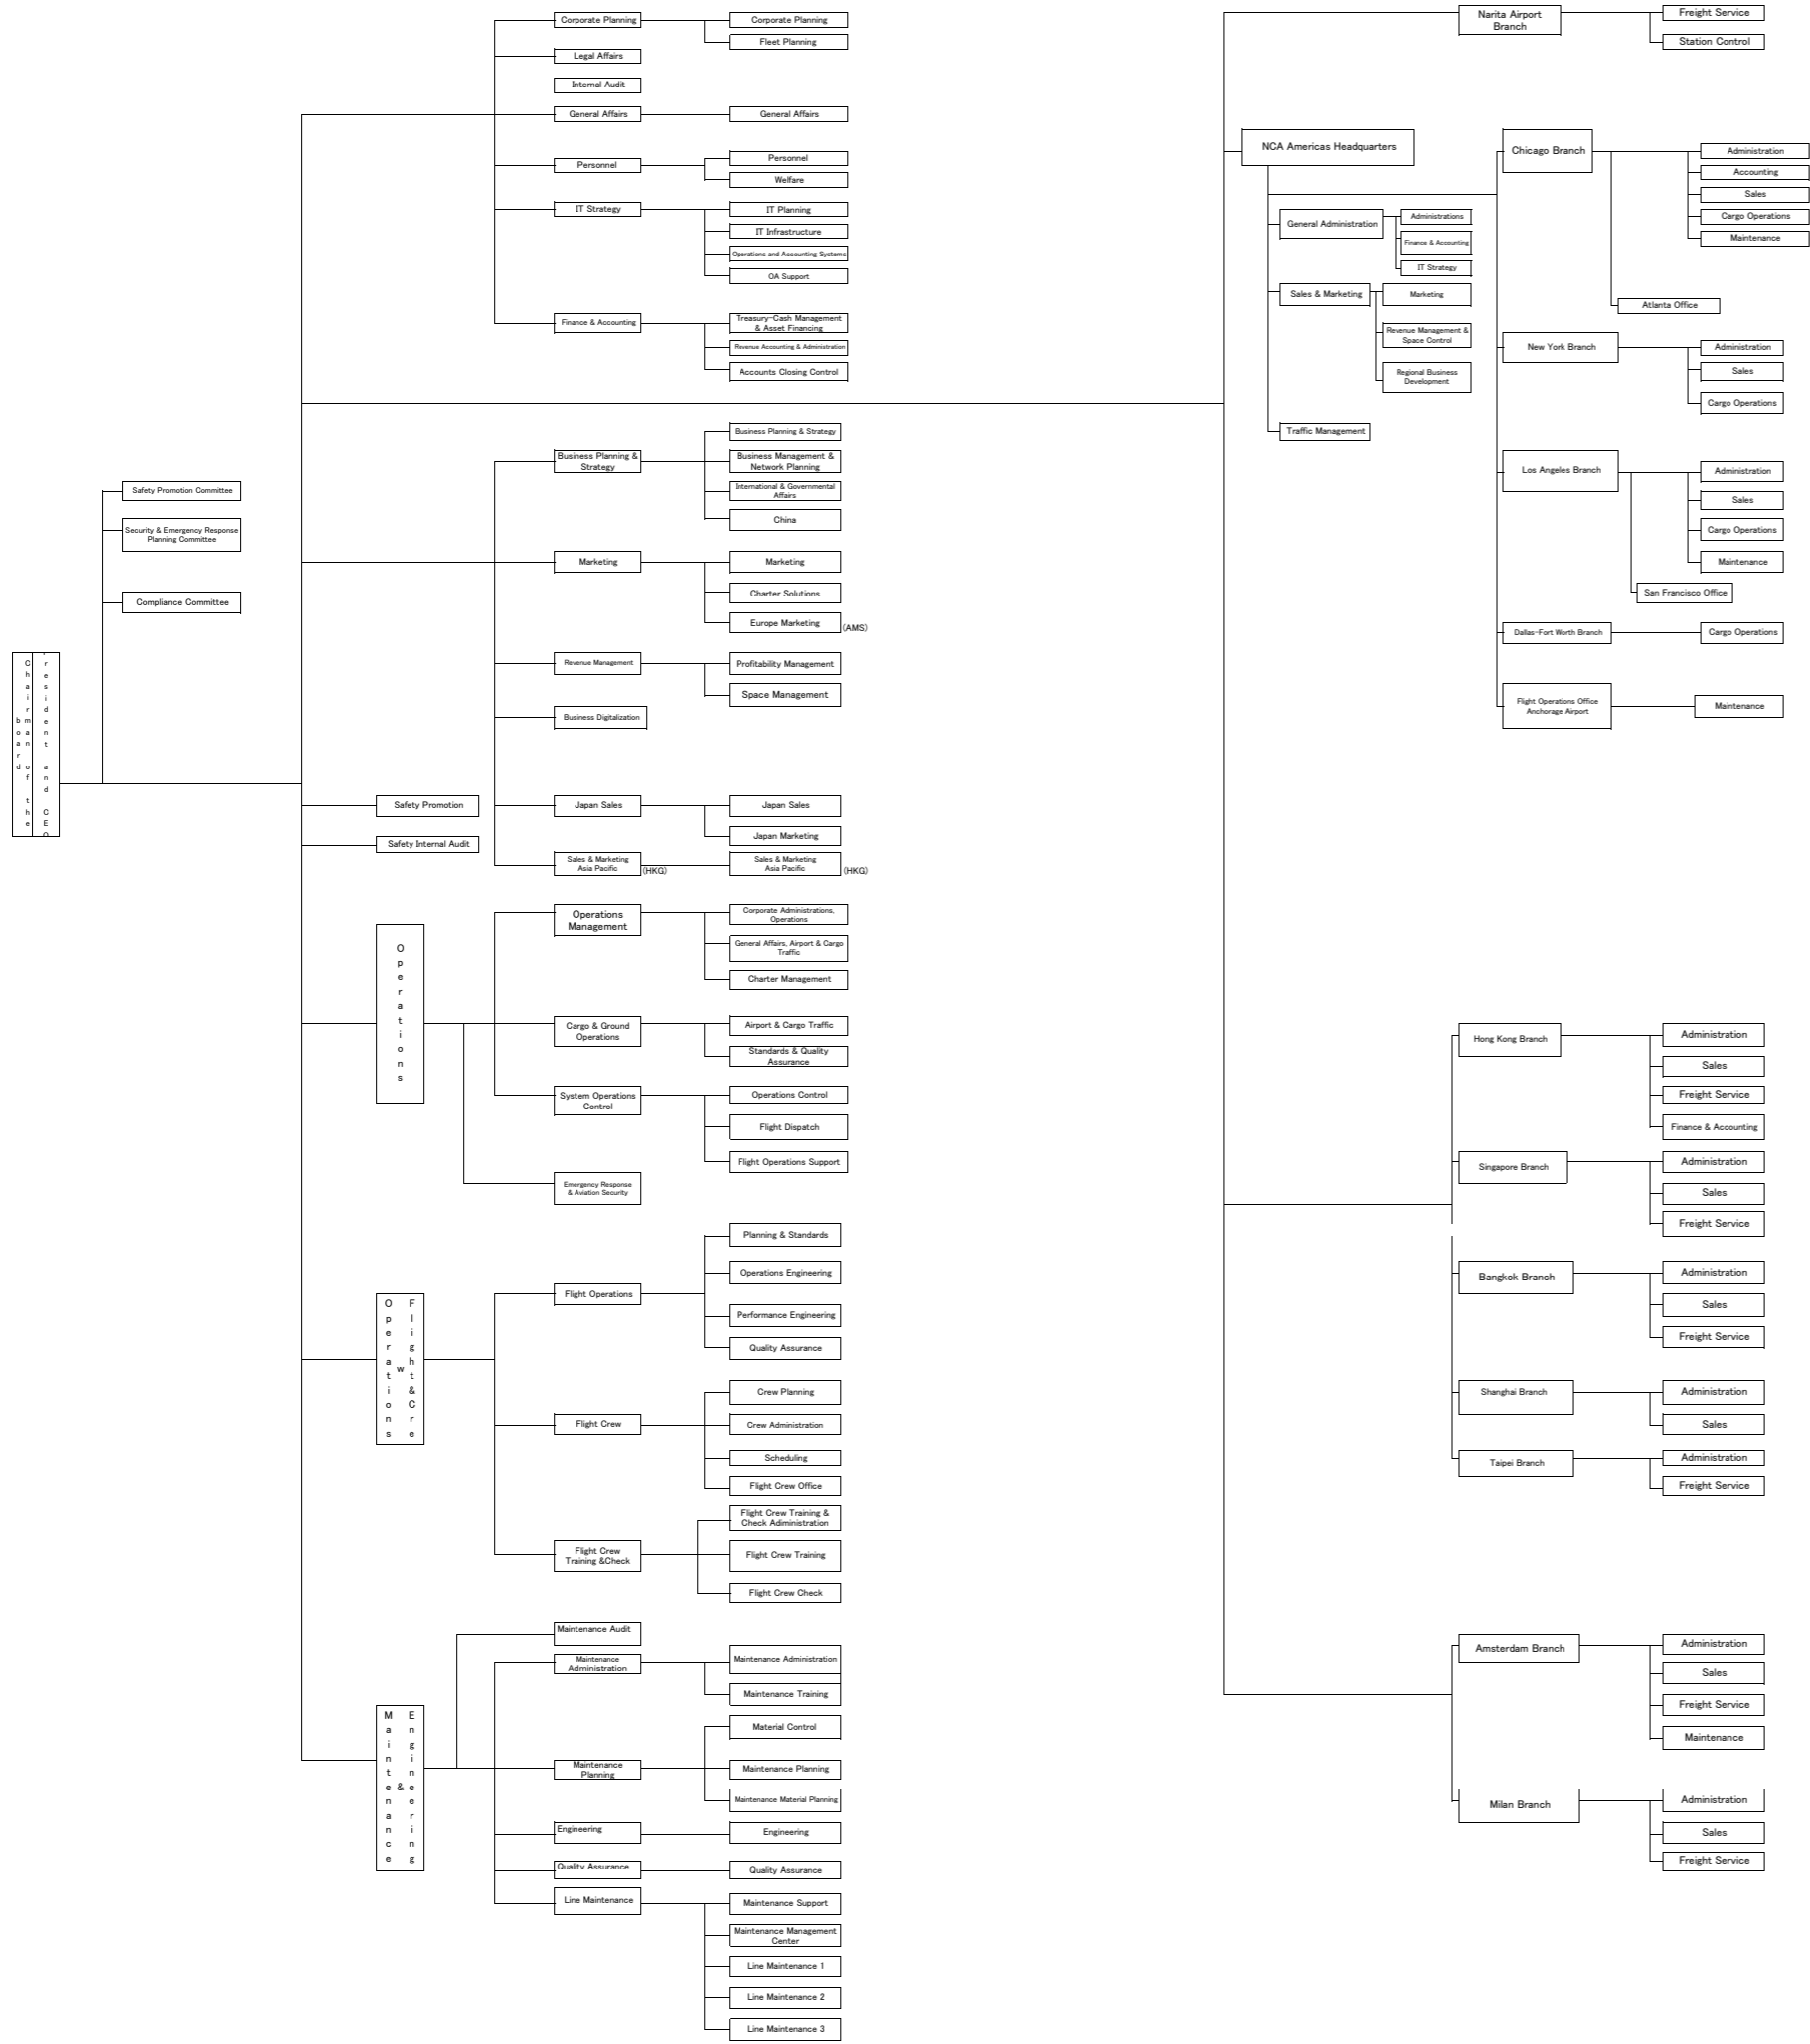 Chairman of the
board
President and CEO
Safety Promotion Committee
Security & Emergency Response
Planning Committee
Compliance Committee
Corporate Planning
Corporate Planning
Fleet Planning
Legal Affairs
Internal Audit
General Affairs
General Affairs
Personnel
Personnel
Welfare
IT Strategy
IT Planning
IT Infrastructure
Operations and Accounting Systems
OA Support
Finance & Accounting
Treasury-Cash Management
& Asset Financing
Revenue Accounting & Administration
Accounts Closing Control
Business Planning &
Strategy
Business Planning & Strategy
Business Management &
Network Planning
International & Governmental
Affairs
China
Marketing
Marketing
Charter Solutions
Europe Marketing
(AMS)
Revenue Management
Profitability Management
Space Management
Business Digitalization
Japan Sales
Japan Sales
Japan Marketing
Sales & Marketing
Asia Pacific
(HKG)
Sales & Marketing
Asia Pacific
(HKG)
Safety Promotion
Safety Internal Audit
Operations
Operations
Management
Corporate Administrations,
Operations
General Affairs, Airport & Cargo
Traffic
Charter Management
Cargo & Ground
Operations
Airport & Cargo Traffic
Standards & Quality
Assurance
System Operations
Control
Operations Control
Flight Dispatch
Flight Operations Support
Emergency Response
& Aviation Security
Flight&Cre
w
Operations
Flight Operations
Planning & Standards
Operations Engineering
Performance Engineering
Quality Assurance
Flight Crew
Crew Planning
Crew Administration
Scheduling
Flight Crew Office
Flight Crew
Training &Check
Flight Crew Training &
Check Administration
Flight Crew Training
Flight Crew Check
Engineering
&
Maintenance
Maintenance Audit
Maintenance
Administration
Maintenance Administration
Maintenance Training
Maintenance
Planning
Material Control
Maintenance Planning
Maintenance Material Planning
Engineering
Engineering
Quality Assurance
Quality Assurance
Line Maintenance
Maintenance Support
Maintenance Management
Center
Line Maintenance 1
Line Maintenance 2
Line Maintenance 3
Narita Airport
Branch
Freight Service
Station Control
NCA Americas Headquarters
General Administration
Administrations
Finance & Accounting
IT Strategy
Sales & Marketing
Marketing
Revenue Management &
Space Control
Regional Business
Development
Traffic Management
Chicago Branch
Administration
Accounting
Sales
Cargo Operations
Maintenance
Atlanta Office
New York Branch
Administration
Sales
Cargo Operations
Los Angeles Branch
Administration
Sales
Cargo Operations
Maintenance
San Francisco Office
Dallas-Fort Worth Branch
Cargo Operations
Flight Operations Office
Anchorage Airport
Maintenance
Hong Kong Branch
Administration
Sales
Freight Service
Finance & Accounting
Singapore Branch
Administration
Sales
Freight Service
Bangkok Branch
Administration
Sales
Freight Service
Shanghai Branch
Administration
Sales
Taipei Branch
Administration
Freight Service
Amsterdam Branch
Administration
Sales
Freight Service
Maintenance
Milan Branch
Administration
Sales
Freight Service